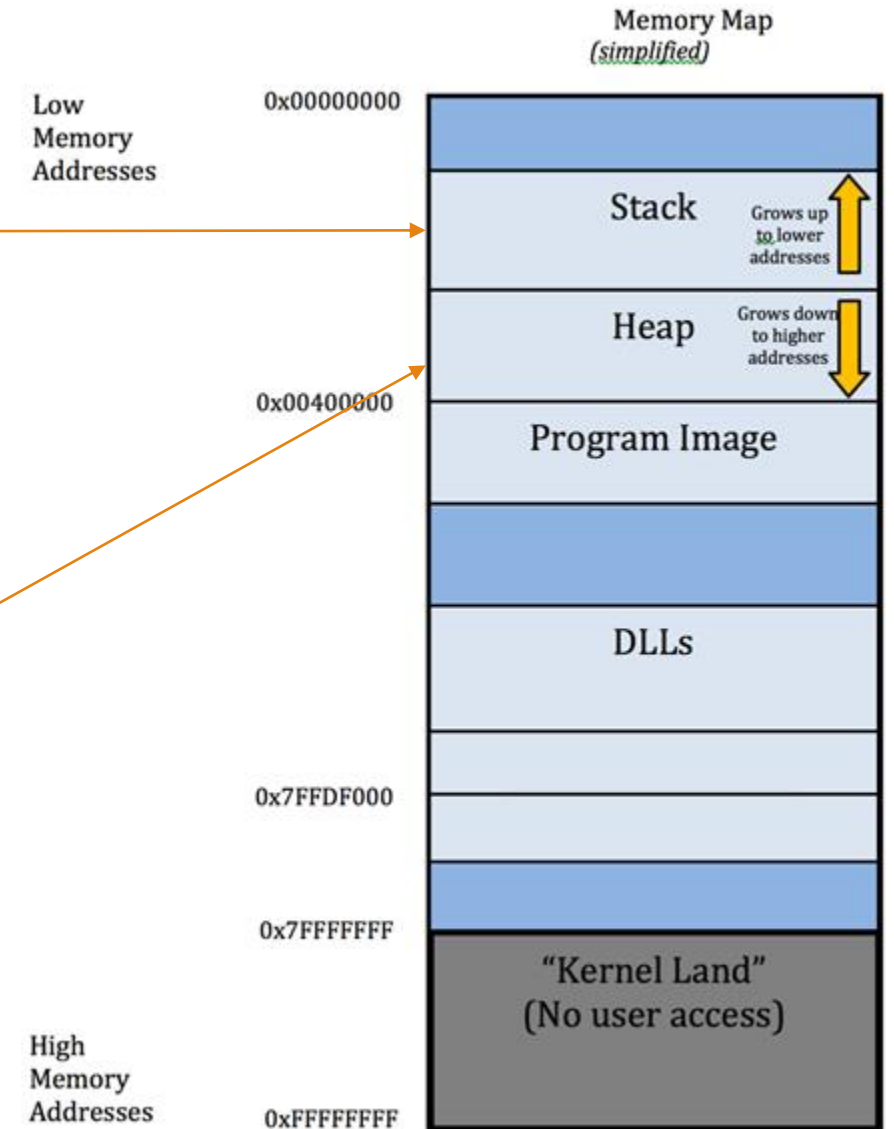 Memory Map
(simplified)
Low
Memory
Addresses
0x00000000
Stack
Grows up
to lower
addresses
Heap
Grows down
to higher
addresses
0x00400000
Program Image
DLLs
0x7FFDF000
0x7FFFFFFF
“Kernel Land”
(No user access)
High
Memory
Addresses
0xFFFFFFFF